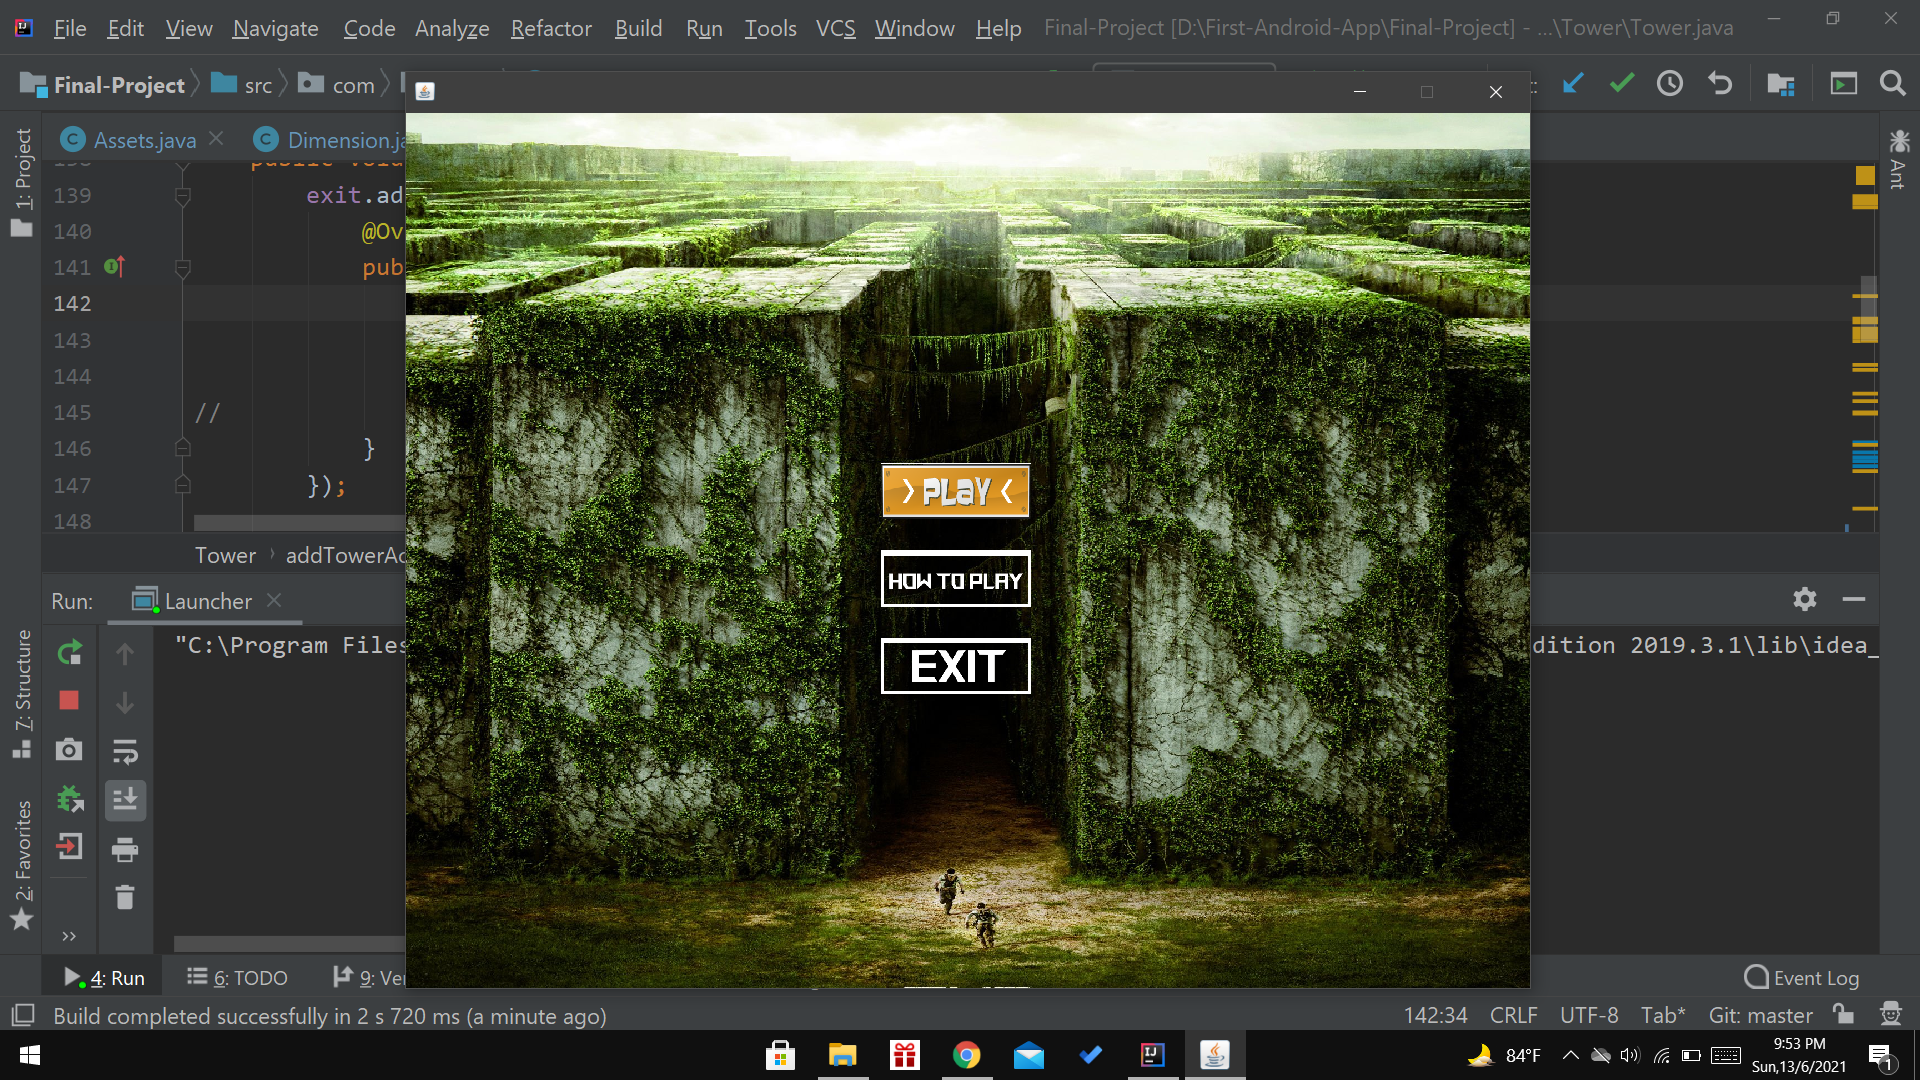 File Edit View Navigate Code Analyze Refactor Build Run Tools VCS Window Help Final-Project [D:\First-Android-App\Final-Project] - ...\Tower\Tower.java
Final-Project src com
1: Project
Assets.java Dimension.ja
Ant
139 exit.ad
140 @Ov
141 pub
142
143
144
145 //
146 }
147 });
148
Tower addTowerAc
> PLAY <
HOW TO PLAY
EXIT
Run: Launcher
"C:\Program Files
dition 2019.3.1\lib\idea_
7: Structure
2: Favorites
4: Run 6: TODO 9: Ver
Event Log
Build completed successfully in 2 s 720 ms (a minute ago)
142:34 CRLF UTF-8 Tab* Git: master
84°F
9:53 PM
Sun,13/6/2021
1